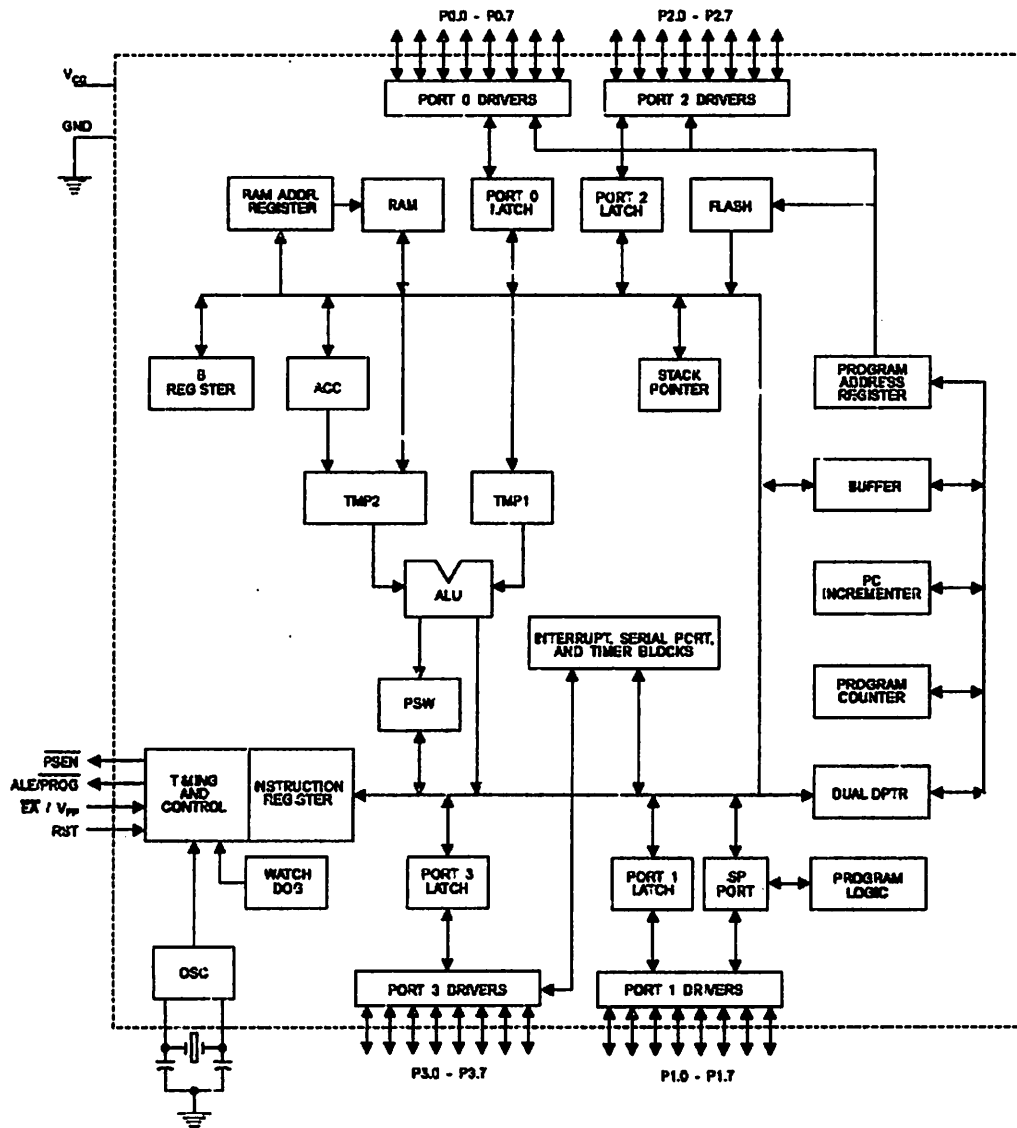 P0.0 - P0.7
P2.0 - P2.7
VCC
GND
PORT 0 DRIVERS
PORT 2 DRIVERS
RAM ADDR.
REGISTER
RAM
PORT 0
LATCH
PORT 2
LATCH
FLASH
B
REGISTER
ACC
STACK
POINTER
PROGRAM
ADDRESS
REGISTER
TMP2
TMP1
BUFFER
ALU
PC
INCREMENTER
INTERRUPT, SERIAL PORT,
AND TIMER BLOCKS
PSW
PROGRAM
COUNTER
PSEN
ALE/PROG
EA / VPP
RST
TIMING
AND
CONTROL
INSTRUCTION
REGISTER
DUAL DPTR
WATCH
DOG
PORT 3
LATCH
PORT 1
LATCH
SP
PORT
PROGRAM
LOGIC
OSC
PORT 3 DRIVERS
PORT 1 DRIVERS
P3.0 - P3.7
P1.0 - P1.7